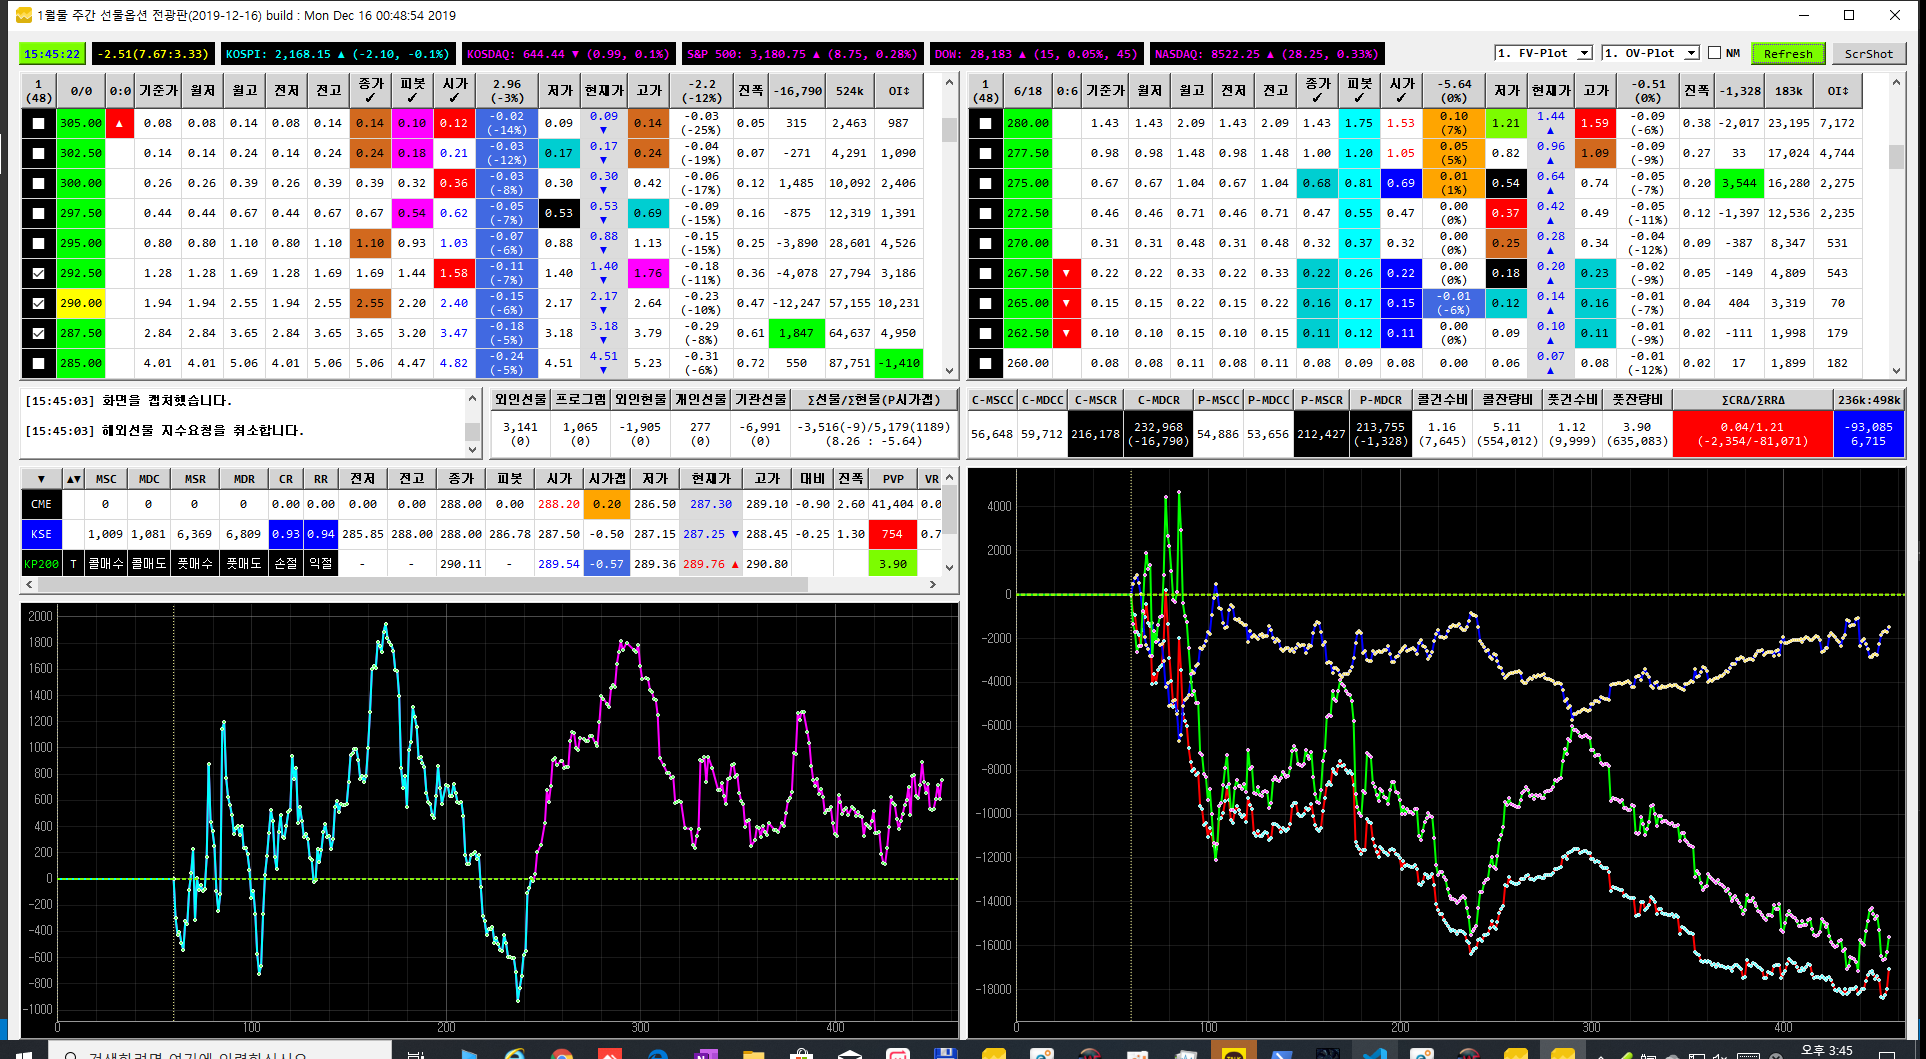 1월물 주간 선물옵션 전광판(2019-12-16) build : Mon Dec 16 00:48:54 2019
15:45:22 -2.51(7.67:3.33) KOSPI: 2,168.15 ▲ (-2.10, -0.1%) KOSDAQ: 644.44 ▼ (0.99, 0.1%) S&P 500: 3,180.75 ▲ (8.75, 0.28%) DOW: 28,183 ▲ (15, 0.05%, 45) NASDAQ: 8522.25 ▲ (28.25, 0.33%) 1. FV-Plot 1. OV-Plot NM Refresh ScrShot
1 (48) 0/0 0:0 기준가 월저 월고 전저 전고 종가 ✓ 피봇 ✓ 시가 ✓ 2.96 (-3%) 저가 현재가 고가 -2.2 (-12%) 진폭 -16,790 524k OI↕
305.00 ▲ 0.08 0.08 0.14 0.08 0.14 0.14 0.10 0.12 -0.02 (-14%) 0.09 0.09 ▼ 0.14 -0.03 (-25%) 0.05 315 2,463 987
302.50 0.14 0.14 0.24 0.14 0.24 0.24 0.18 0.21 -0.03 (-12%) 0.17 0.17 ▼ 0.24 -0.04 (-19%) 0.07 -271 4,291 1,090
300.00 0.26 0.26 0.39 0.26 0.39 0.39 0.32 0.36 -0.03 (-8%) 0.30 0.30 ▼ 0.42 -0.06 (-17%) 0.12 1,485 10,092 2,406
297.50 0.44 0.44 0.67 0.44 0.67 0.67 0.54 0.62 -0.05 (-7%) 0.53 0.53 ▼ 0.69 -0.09 (-15%) 0.16 -875 12,319 1,391
295.00 0.80 0.80 1.10 0.80 1.10 1.10 0.93 1.03 -0.07 (-6%) 0.88 0.88 ▼ 1.13 -0.15 (-15%) 0.25 -3,890 28,601 4,526
292.50 1.28 1.28 1.69 1.28 1.69 1.69 1.44 1.58 -0.11 (-7%) 1.40 1.40 ▼ 1.76 -0.18 (-11%) 0.36 -4,078 27,794 3,186
290.00 1.94 1.94 2.55 1.94 2.55 2.55 2.20 2.40 -0.15 (-6%) 2.17 2.17 ▼ 2.64 -0.23 (-10%) 0.47 -12,247 57,155 10,231
287.50 2.84 2.84 3.65 2.84 3.65 3.65 3.20 3.47 -0.18 (-5%) 3.18 3.18 ▼ 3.79 -0.29 (-8%) 0.61 1,847 64,637 4,950
285.00 4.01 4.01 5.06 4.01 5.06 5.06 4.47 4.82 -0.24 (-5%) 4.51 4.51 ▼ 5.23 -0.31 (-6%) 0.72 550 87,751 -1,410
1 (48) 6/18 0:6 기준가 월저 월고 전저 전고 종가 ✓ 피봇 ✓ 시가 ✓ -5.64 (0%) 저가 현재가 고가 -0.51 (0%) 진폭 -1,328 183k OI↕
280.00 1.43 1.43 2.09 1.43 2.09 1.43 1.75 1.53 0.10 (7%) 1.21 1.44 ▲ 1.59 -0.09 (-6%) 0.38 -2,017 23,195 7,172
277.50 0.98 0.98 1.48 0.98 1.48 1.00 1.20 1.05 0.05 (5%) 0.82 0.96 ▲ 1.09 -0.09 (-9%) 0.27 33 17,024 4,744
275.00 0.67 0.67 1.04 0.67 1.04 0.68 0.81 0.69 0.01 (1%) 0.54 0.64 ▲ 0.74 -0.05 (-7%) 0.20 3,544 16,280 2,275
272.50 0.46 0.46 0.71 0.46 0.71 0.47 0.55 0.47 0.00 (0%) 0.37 0.42 ▲ 0.49 -0.05 (-11%) 0.12 -1,397 12,536 2,235
270.00 0.31 0.31 0.48 0.31 0.48 0.32 0.37 0.32 0.00 (0%) 0.25 0.28 ▲ 0.34 -0.04 (-12%) 0.09 -387 8,347 531
267.50 ▼ 0.22 0.22 0.33 0.22 0.33 0.22 0.26 0.22 0.00 (0%) 0.18 0.20 ▲ 0.23 -0.02 (-9%) 0.05 -149 4,809 543
265.00 ▼ 0.15 0.15 0.22 0.15 0.22 0.16 0.17 0.15 -0.01 (-6%) 0.12 0.14 ▲ 0.16 -0.01 (-7%) 0.04 404 3,319 70
262.50 ▼ 0.10 0.10 0.15 0.10 0.15 0.11 0.12 0.11 0.00 (0%) 0.09 0.10 ▲ 0.11 -0.01 (-9%) 0.02 -111 1,998 179
260.00 0.08 0.08 0.11 0.08 0.11 0.08 0.09 0.08 0.00 0.06 0.07 ▲ 0.08 -0.01 (-12%) 0.02 17 1,899 182
[15:45:03] 화면을 캡처했습니다.
[15:45:03] 해외선물 지수요청을 취소합니다.
외인선물 프로그램 외인현물 개인선물 기관선물 Σ선물/Σ현물(P시가갭)
3,141 (0) 1,065 (0) -1,905 (0) 277 (0) -6,991 (0) -3,516(-9)/5,179(1189) (8.26 : -5.64)
C-MSCC C-MDCC C-MSCR C-MDCR P-MSCC P-MDCC P-MSCR P-MDCR 콜건수비 콜잔량비 풋건수비 풋잔량비 ΣCRΔ/ΣRRΔ 236k:498k
56,648 59,712 216,178 232,968 (-16,790) 54,886 53,656 212,427 213,755 (-1,328) 1.16 (7,645) 5.11 (554,012) 1.12 (9,999) 3.90 (635,083) 0.04/1.21 (-2,354/-81,071) -93,085 6,715
▼ ▲▼ MSC MDC MSR MDR CR RR 전저 전고 종가 피봇 시가 시가갭 저가 현재가 고가 대비 진폭 PVP VR
CME 0 0 0 0 0.00 0.00 0.00 0.00 288.00 0.00 288.20 0.20 286.50 287.30 289.10 -0.90 2.60 41,404 0.0
KSE 1,009 1,081 6,369 6,809 0.93 0.94 285.85 288.00 288.00 286.78 287.50 -0.50 287.15 287.25 ▼ 288.45 -0.25 1.30 754 0.7
KP200 T 콜매수 콜매도 풋매수 풋매도 손절 익절 - - 290.11 - 289.54 -0.57 289.36 289.76 ▲ 290.80 3.90
2000
1800
1600
1400
1200
1000
800
600
400
200
0
-200
-400
-600
-800
-1000
0 100 200 300 400
4000
2000
0
-2000
-4000
-6000
-8000
-10000
-12000
-14000
-16000
-18000
0 100 200 300 400
오후 3:45